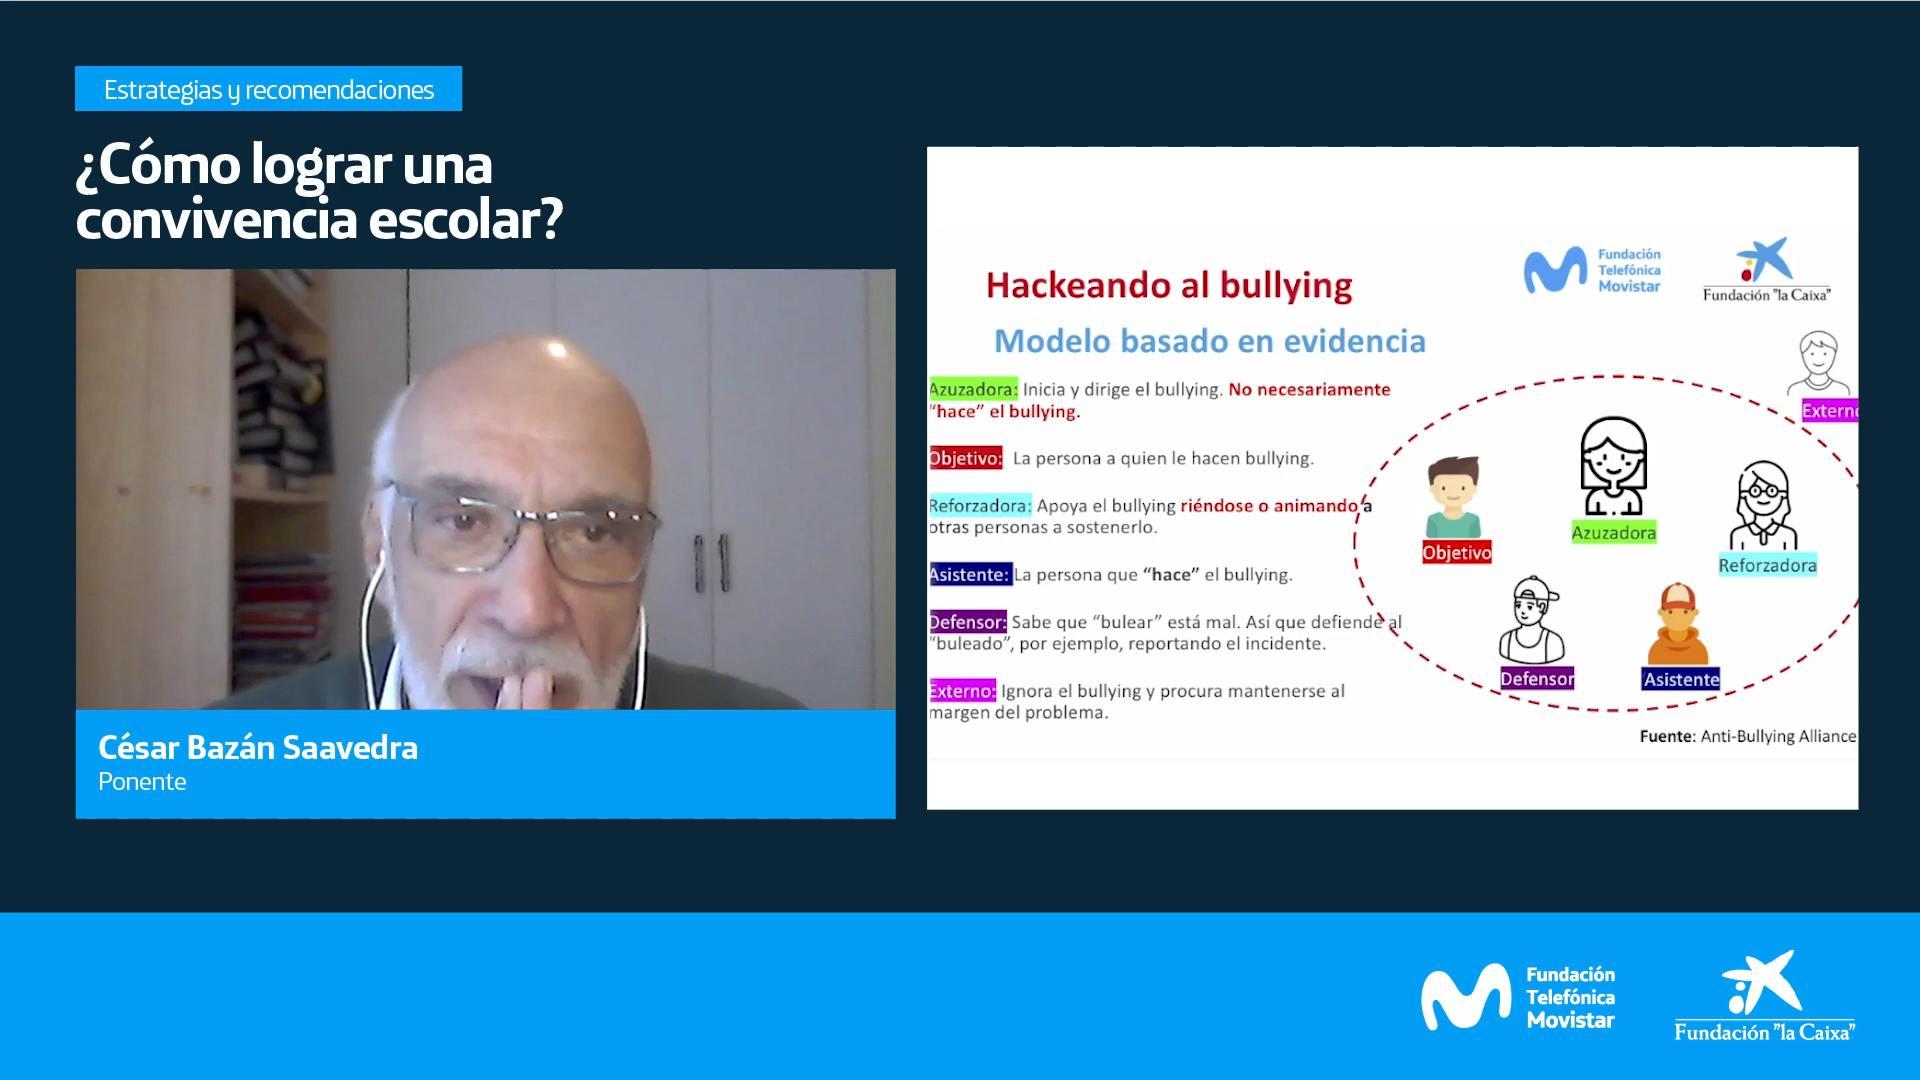 Estrategias y recomendaciones
¿Cómo lograr una
convivencia escolar?
César Bazán Saavedra
Ponente
Hackeando al bullying
Modelo basado en evidencia
Fundación
Telefónica
Movistar
Fundación "la Caixa"
Azuzadora: Inicia y dirige el bullying. No necesariamente
“hace” el bullying.
Objetivo: La persona a quien le hacen bullying.
Reforzadora: Apoya el bullying riéndose o animando a
otras personas a sostenerlo.
Asistente: La persona que “hace” el bullying.
Defensor: Sabe que “bulear” está mal. Así que defiende al
“buleado”, por ejemplo, reportando el incidente.
Externo: Ignora el bullying y procura mantenerse al
margen del problema.
Externo
Azuzadora
Objetivo
Reforzadora
Defensor
Asistente
Fuente: Anti-Bullying Alliance
Fundación
Telefónica
Movistar
Fundación "la Caixa"